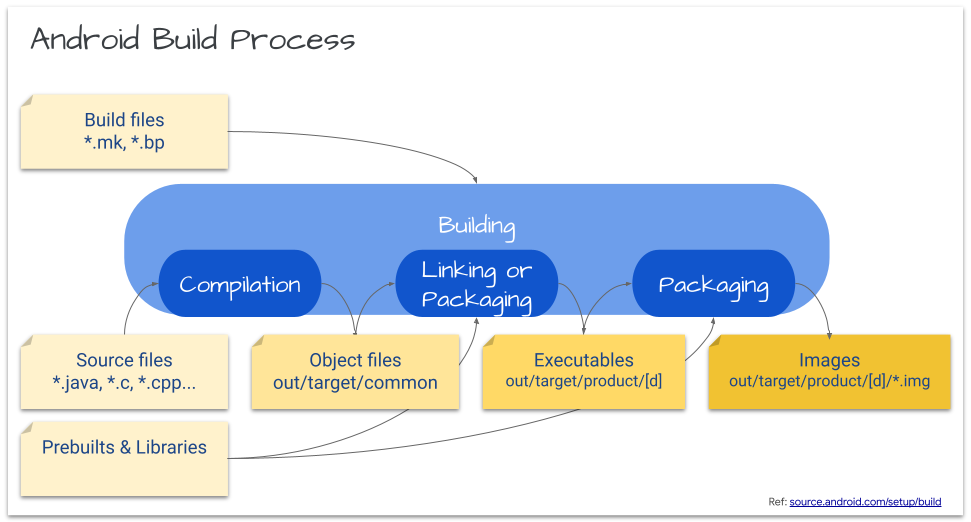 Android Build Process
Build files
*.mk, *.bp
Building
Compilation
Linking or
Packaging
Packaging
Source files
*.java, *.c, *.cpp...
Object files
out/target/common
Executables
out/target/product/[d]
Images
out/target/product/[d]/*.img
Prebuilts & Libraries
Ref: source.android.com/setup/build